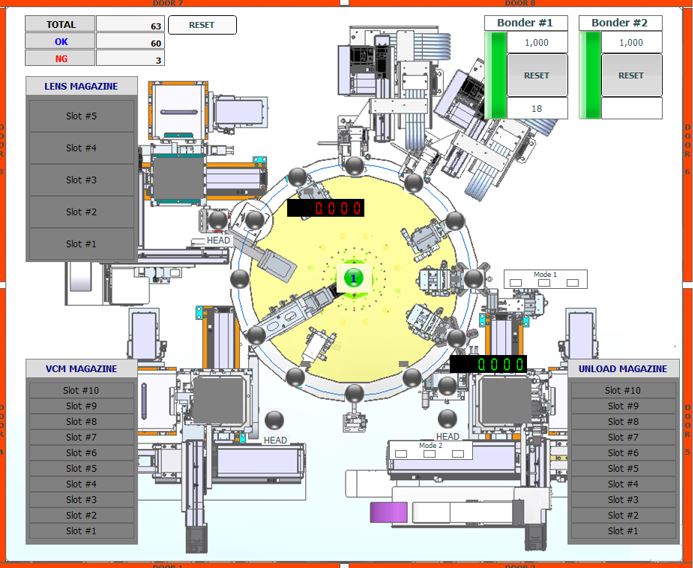 DOOR 7
DOOR 8
TOTAL 63 RESET
OK 60
NG 3
Bonder #1
1,000
RESET
18
Bonder #2
1,000
RESET
LENS MAGAZINE
Slot #5
Slot #4
Slot #3
Slot #2
Slot #1
HEAD
0.000
1
Mode 1
0.000
VCM MAGAZINE
Slot #10
Slot #9
Slot #8
Slot #7
Slot #6
Slot #5
Slot #4
Slot #3
Slot #2
Slot #1
HEAD
HEAD
Mode 2
UNLOAD MAGAZINE
Slot #10
Slot #9
Slot #8
Slot #7
Slot #6
Slot #5
Slot #4
Slot #3
Slot #2
Slot #1
DOOR 6
DOOR 5
DOOR 1
DOOR 2